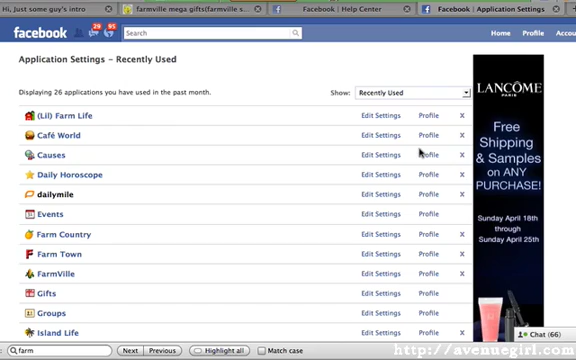 Hi, Just some guy's intro
farmville mega gifts(farmville s...
Facebook | Help Center
Facebook | Application Settings
facebook
29
95
Search
Home Profile Accou
Application Settings – Recently Used
Displaying 26 applications you have used in the past month.
Show: Recently Used
(Lil) Farm Life Edit Settings Profile X
Café World Edit Settings Profile X
Causes Edit Settings Profile X
Daily Horoscope Edit Settings Profile X
dailymile Edit Settings Profile X
Events Edit Settings Profile
Farm Country Edit Settings Profile X
Farm Town Edit Settings Profile X
FarmVille Edit Settings Profile X
Gifts Edit Settings Profile
Groups Edit Settings Profile
Island Life Edit Settings Profile X
LANCÔME
PARIS
Free
Shipping
& Samples
on ANY
PURCHASE!
Sunday April 18th
through
Sunday April 25th
Chat (66)
farm Next Previous Highlight all Match case
http://avenuegirl.com